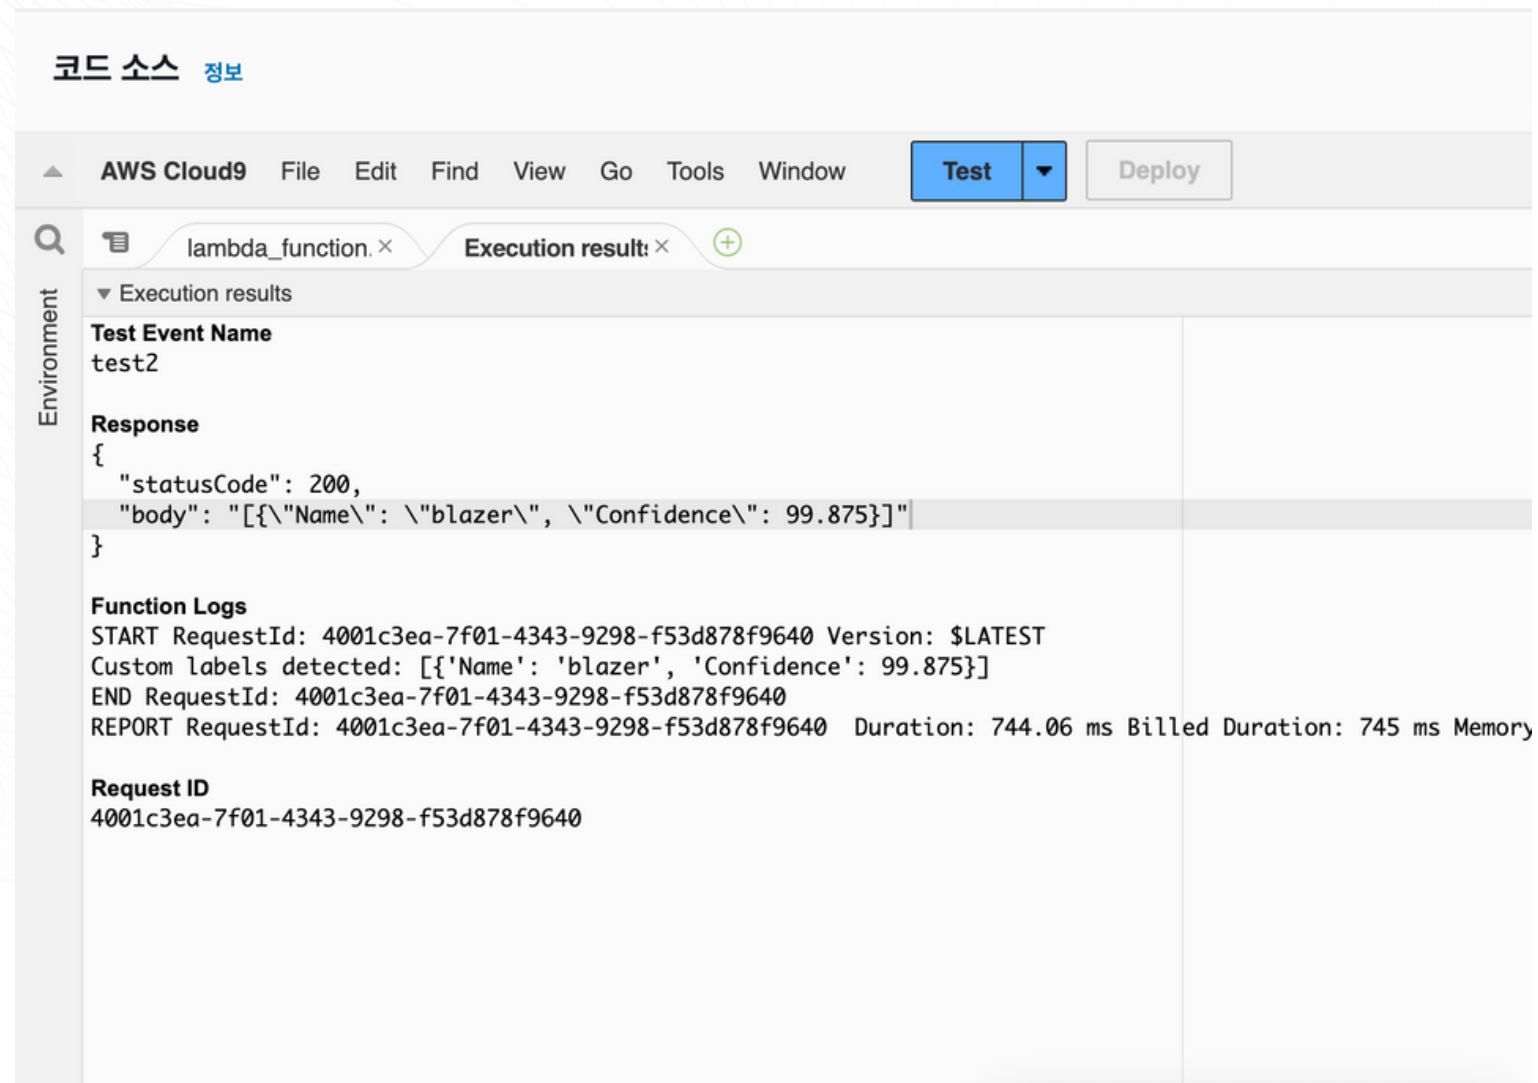 코드 소스 정보
AWS Cloud9 File Edit Find View Go Tools Window Test Deploy
lambda_function. Execution results
Environment
Execution results
Test Event Name
test2
Response
{
"statusCode": 200,
"body": "[{\"Name\": \"blazer\", \"Confidence\": 99.875}]"
}
Function Logs
START RequestId: 4001c3ea-7f01-4343-9298-f53d878f9640 Version: $LATEST
Custom labels detected: [{'Name': 'blazer', 'Confidence': 99.875}]
END RequestId: 4001c3ea-7f01-4343-9298-f53d878f9640
REPORT RequestId: 4001c3ea-7f01-4343-9298-f53d878f9640 Duration: 744.06 ms Billed Duration: 745 ms Memory
Request ID
4001c3ea-7f01-4343-9298-f53d878f9640